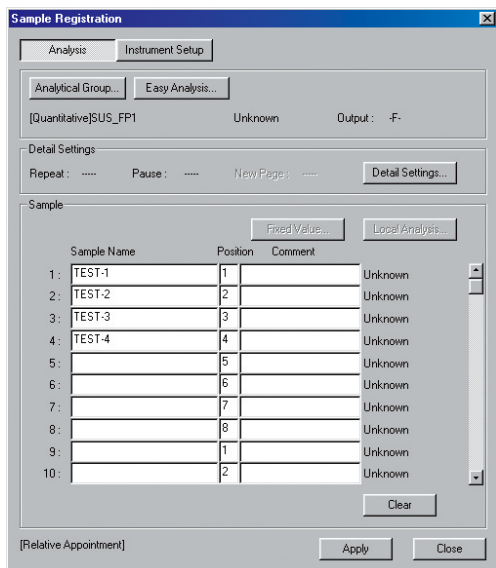 Sample Registration
Analysis Instrument Setup
Analytical Group... Easy Analysis...
[Quantitative]SUS_FP1 Unknown Output : -F-
Detail Settings
Repeat : ----- Pause : ----- New Page : ----- Detail Settings...
Sample
Fixed Value... Local Analysis...
Sample Name Position Comment
1 : TEST-1 1 Unknown
2 : TEST-2 2 Unknown
3 : TEST-3 3 Unknown
4 : TEST-4 4 Unknown
5 : 5 Unknown
6 : 6 Unknown
7 : 7 Unknown
8 : 8 Unknown
9 : 1 Unknown
10 : 2 Unknown
Clear
[Relative Appointment] Apply Close